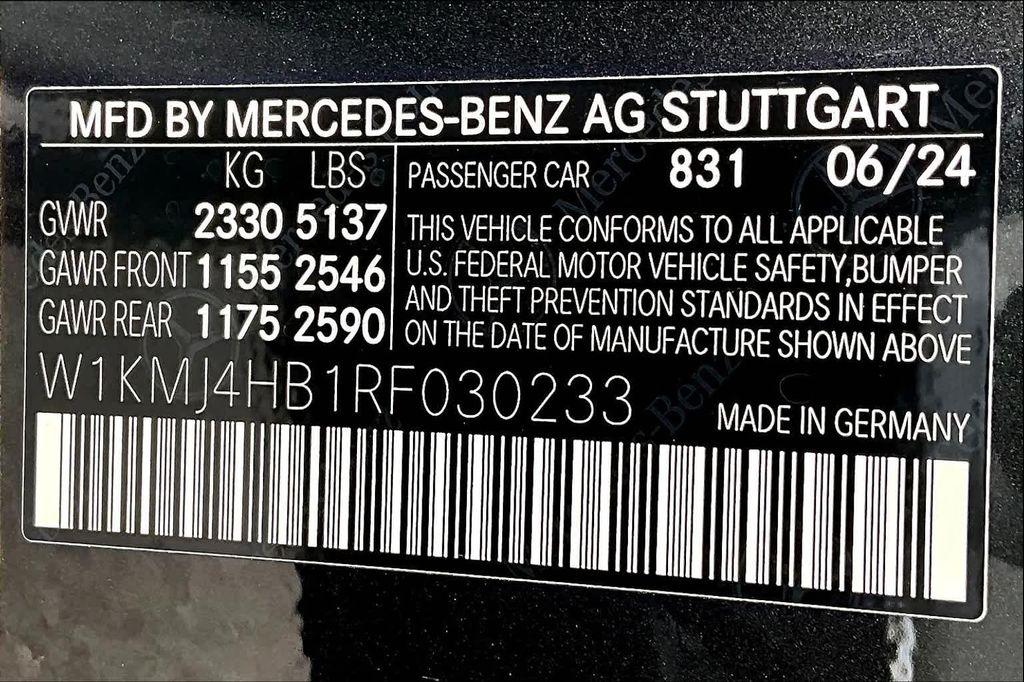 MFD BY MERCEDES-BENZ AG STUTTGART
KG LBS
GVWR 2330 5137
GAWR FRONT 1155 2546
GAWR REAR 1175 2590
PASSENGER CAR 831 06/24
THIS VEHICLE CONFORMS TO ALL APPLICABLE
U.S. FEDERAL MOTOR VEHICLE SAFETY,BUMPER
AND THEFT PREVENTION STANDARDS IN EFFECT
ON THE DATE OF MANUFACTURE SHOWN ABOVE
W1KMJ4HB1RF030233
MADE IN GERMANY